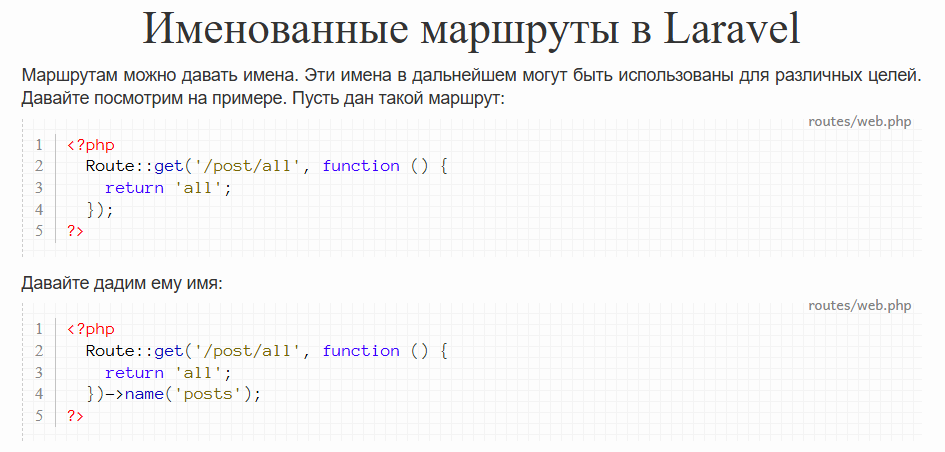 Именованные маршруты в Laravel
Маршрутам можно давать имена. Эти имена в дальнейшем могут быть использованы для различных целей.
Давайте посмотрим на примере. Пусть дан такой маршрут:
routes/web.php
1 <?php
2 Route::get('/post/all', function () {
3 return 'all';
4 });
5 ?>
Давайте дадим ему имя:
routes/web.php
1 <?php
2 Route::get('/post/all', function () {
3 return 'all';
4 })->name('posts');
5 ?>